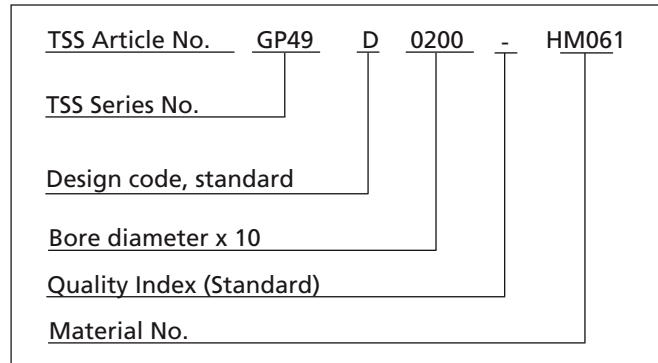 TSS Article No. GP49 D 0200 - HM061
TSS Series No.
Design code, standard
Bore diameter x 10
Quality Index (Standard)
Material No.